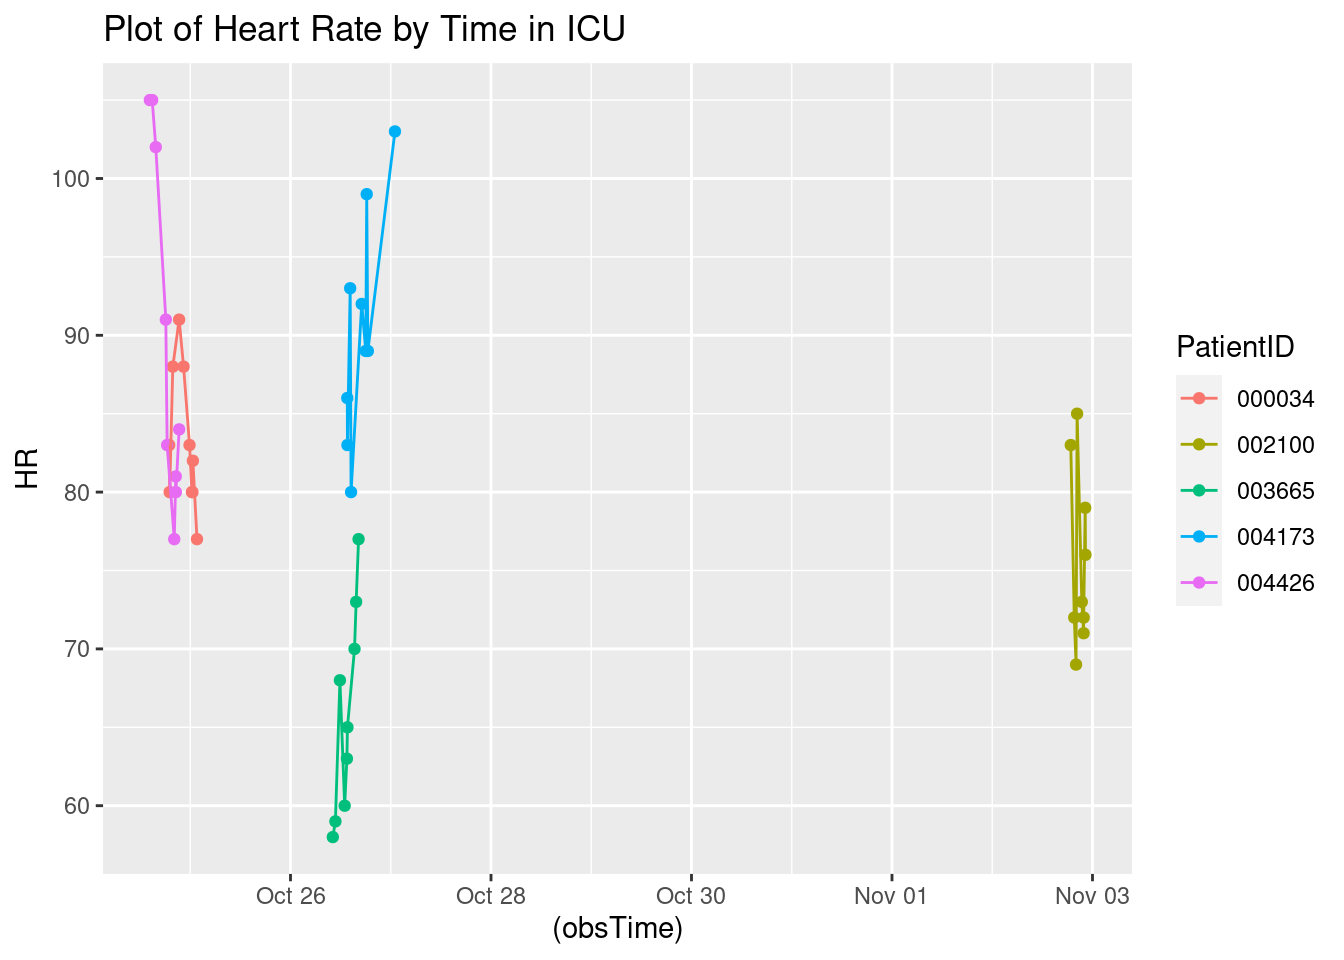 Plot of Heart Rate by Time in ICU
100
90
80
70
60
HR
Oct 26 Oct 28 Oct 30 Nov 01 Nov 03
(obsTime)
PatientID
000034
002100
003665
004173
004426